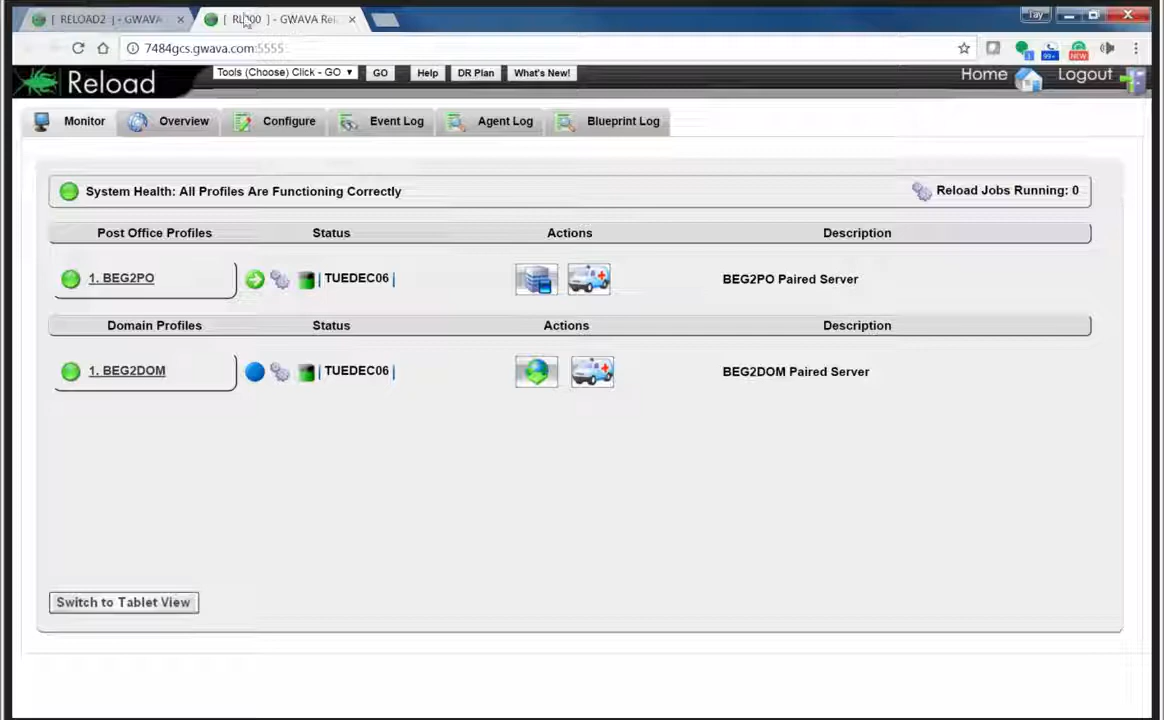 [ RELOAD2 ] - GWAVA
] - GWAVA Rel
Tay
7484gcs.gwava.com:5555
99+
NEW
Reload
Tools (Choose) Click - GO
GO
Help
DR Plan
What's New!
Home
Logout
Monitor
Overview
Configure
Event Log
Agent Log
Blueprint Log
System Health: All Profiles Are Functioning Correctly
Reload Jobs Running: 0
Post Office Profiles
Status
Actions
Description
1. BEG2PO
| TUEDEC06 |
BEG2PO Paired Server
Domain Profiles
Status
Actions
Description
1. BEG2DOM
| TUEDEC06 |
BEG2DOM Paired Server
Switch to Tablet View